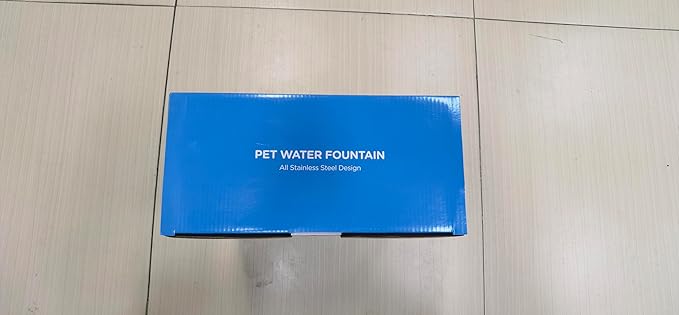 PET WATER FOUNTAIN
All Stainless Steel Design